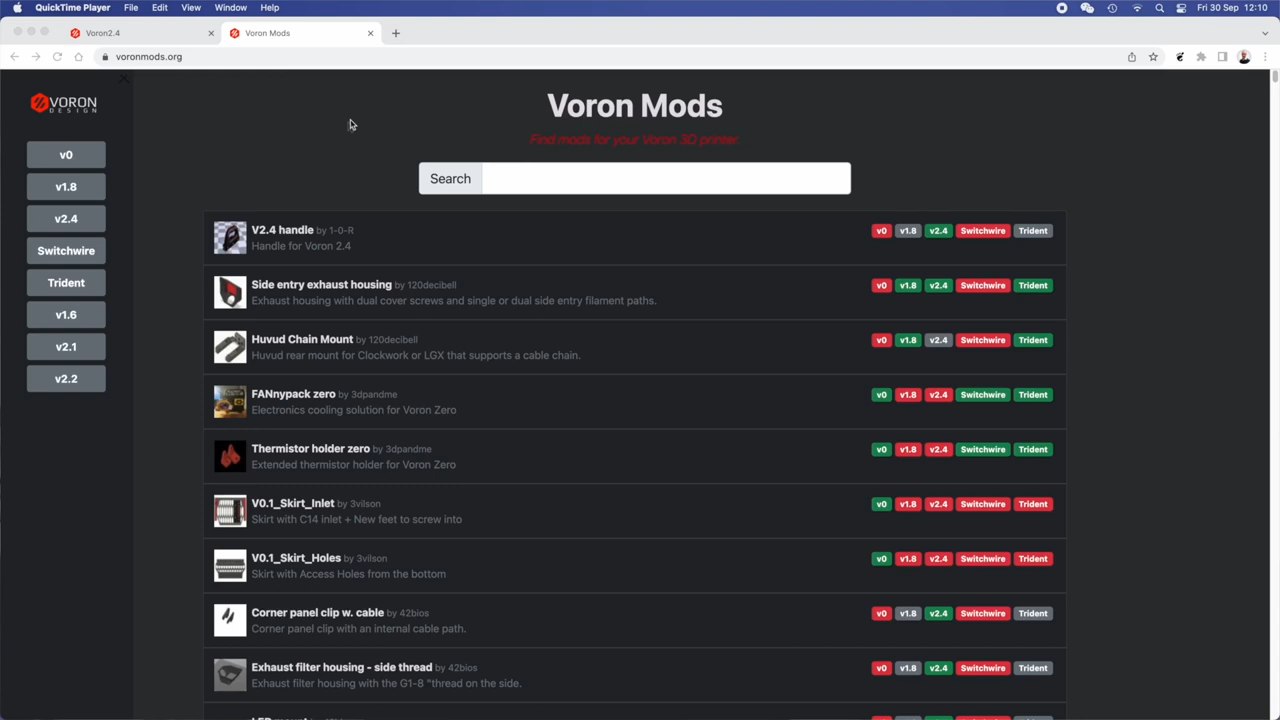 QuickTime Player File Edit View Window Help Fri 30 Sep 12:10
Voron2.4 Voron Mods
voronmods.org
VORON
DESIGN
v0
v1.8
v2.4
Switchwire
Trident
v1.6
v2.1
v2.2
Voron Mods
Find mods for your Voron 3D printer.
Search
V2.4 handle by 1-0-R v0 v1.8 v2.4 Switchwire Trident
Handle for Voron 2.4
Side entry exhaust housing by 120decibell v0 v1.8 v2.4 Switchwire Trident
Exhaust housing with dual cover screws and single or dual side entry filament paths.
Huvud Chain Mount by 120decibell v0 v1.8 v2.4 Switchwire Trident
Huvud rear mount for Clockwork or LGX that supports a cable chain.
FANnypack zero by 3dpandme v0 v1.8 v2.4 Switchwire Trident
Electronics cooling solution for Voron Zero
Thermistor holder zero by 3dpandme v0 v1.8 v2.4 Switchwire Trident
Extended thermistor holder for Voron Zero
V0.1_Skirt_Inlet by 3vilson v0 v1.8 v2.4 Switchwire Trident
Skirt with C14 inlet + New feet to screw into
V0.1_Skirt_Holes by 3vilson v0 v1.8 v2.4 Switchwire Trident
Skirt with Access Holes from the bottom
Corner panel clip w. cable by 42bios v0 v1.8 v2.4 Switchwire Trident
Corner panel clip with an internal cable path.
Exhaust filter housing - side thread by 42bios v0 v1.8 v2.4 Switchwire Trident
Exhaust filter housing with the G1-8 "thread on the side.